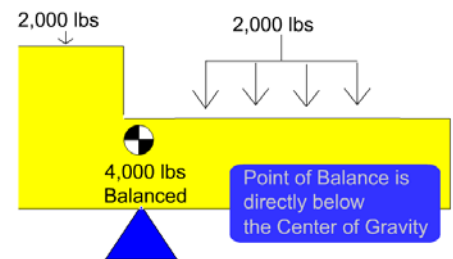 2,000 lbs
2,000 lbs
4,000 lbs
Balanced
Point of Balance is
directly below
the Center of Gravity